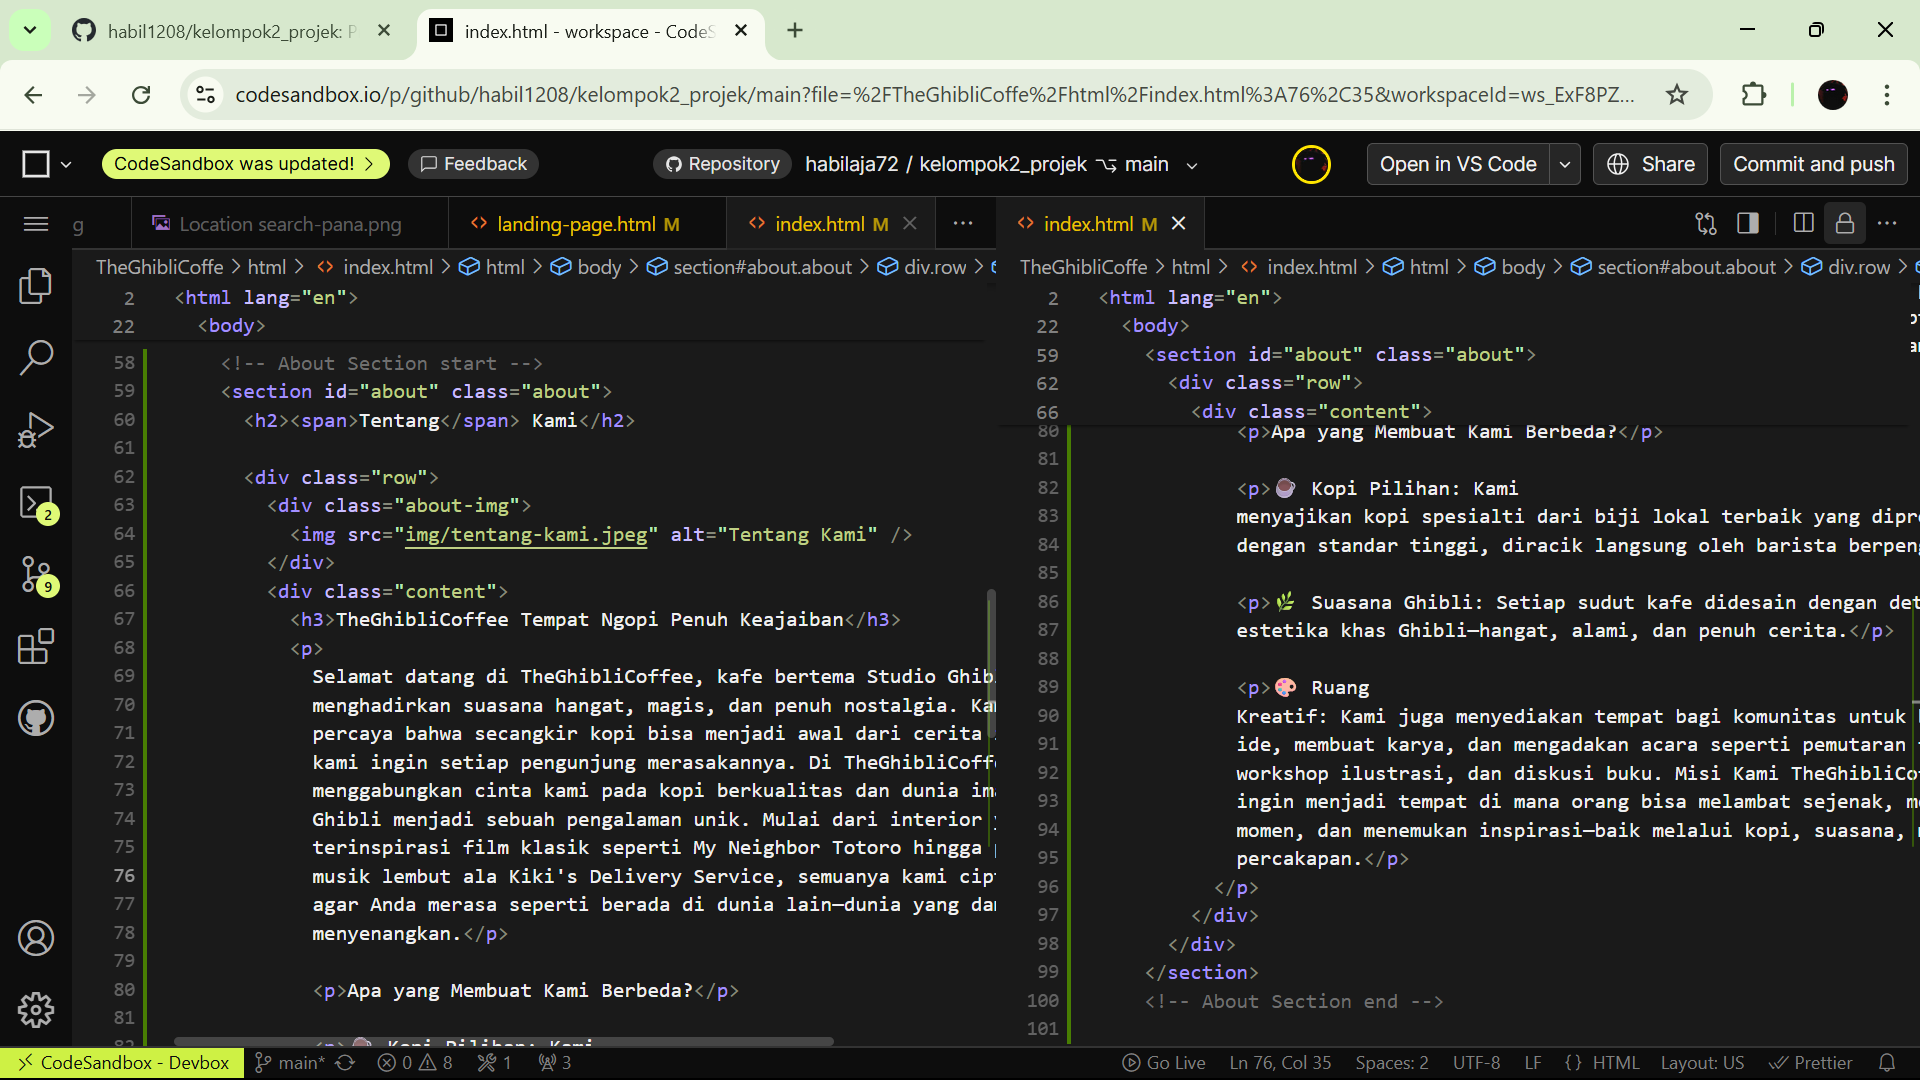 habil1208/kelompok2_projek: P
index.html - workspace - CodeS
codesandbox.io/p/github/habil1208/kelompok2_projek/main?file=%2FTheGhibliCoffe%2Fhtml%2Findex.html%3A76%2C35&workspaceId=ws_ExF8PZ...
CodeSandbox was updated!
Feedback
Repository
habilaja72 / kelompok2_projek main
Open in VS Code
Share
Commit and push
g
Location search-pana.png
landing-page.html M
index.html M
index.html M
TheGhibliCoffe > html > index.html > html > body > section#about.about > div.row >
2 <html lang="en">
22 <body>
58 <!-- About Section start -->
59 <section id="about" class="about">
60 <h2><span>Tentang</span> Kami</h2>
61
62 <div class="row">
63 <div class="about-img">
64 <img src="img/tentang-kami.jpeg" alt="Tentang Kami" />
65 </div>
66 <div class="content">
67 <h3>TheGhibliCoffee Tempat Ngopi Penuh Keajaiban</h3>
68 <p>
69 Selamat datang di TheGhibliCoffee, kafe bertema Studio Ghib
70 menghadirkan suasana hangat, magis, dan penuh nostalgia. Ka
71 percaya bahwa secangkir kopi bisa menjadi awal dari cerita
72 kami ingin setiap pengunjung merasakannya. Di TheGhibliCoff
73 menggabungkan cinta kami pada kopi berkualitas dan dunia im
74 Ghibli menjadi sebuah pengalaman unik. Mulai dari interior
75 terinspirasi film klasik seperti My Neighbor Totoro hingga
76 musik lembut ala Kiki's Delivery Service, semuanya kami cip
77 agar Anda merasa seperti berada di dunia lain—dunia yang da
78 menyenangkan.</p>
79
80 <p>Apa yang Membuat Kami Berbeda?</p>
81
82 <p>☕ Kopi Pilihan: Kami
TheGhibliCoffe > html > index.html > html > body > section#about.about > div.row >
2 <html lang="en">
22 <body>
59 <section id="about" class="about">
62 <div class="row">
66 <div class="content">
80 <p>Apa yang Membuat Kami Berbeda?</p>
81
82 <p>☕ Kopi Pilihan: Kami
83 menyajikan kopi spesialti dari biji lokal terbaik yang dipr
84 dengan standar tinggi, diracik langsung oleh barista berpen
85
86 <p>🌿 Suasana Ghibli: Setiap sudut kafe didesain dengan det
87 estetika khas Ghibli—hangat, alami, dan penuh cerita.</p>
88
89 <p>🎨 Ruang
90 Kreatif: Kami juga menyediakan tempat bagi komunitas untuk
91 ide, membuat karya, dan mengadakan acara seperti pemutaran
92 workshop ilustrasi, dan diskusi buku. Misi Kami TheGhibliCo
93 ingin menjadi tempat di mana orang bisa melambat sejenak, m
94 momen, dan menemukan inspirasi—baik melalui kopi, suasana,
95 percakapan.</p>
96 </p>
97 </div>
98 </div>
99 </section>
100 <!-- About Section end -->
101
2
9
CodeSandbox - Devbox
main*
0 8
1
3
Go Live
Ln 76, Col 35
Spaces: 2
UTF-8
LF
{} HTML
Layout: US
Prettier